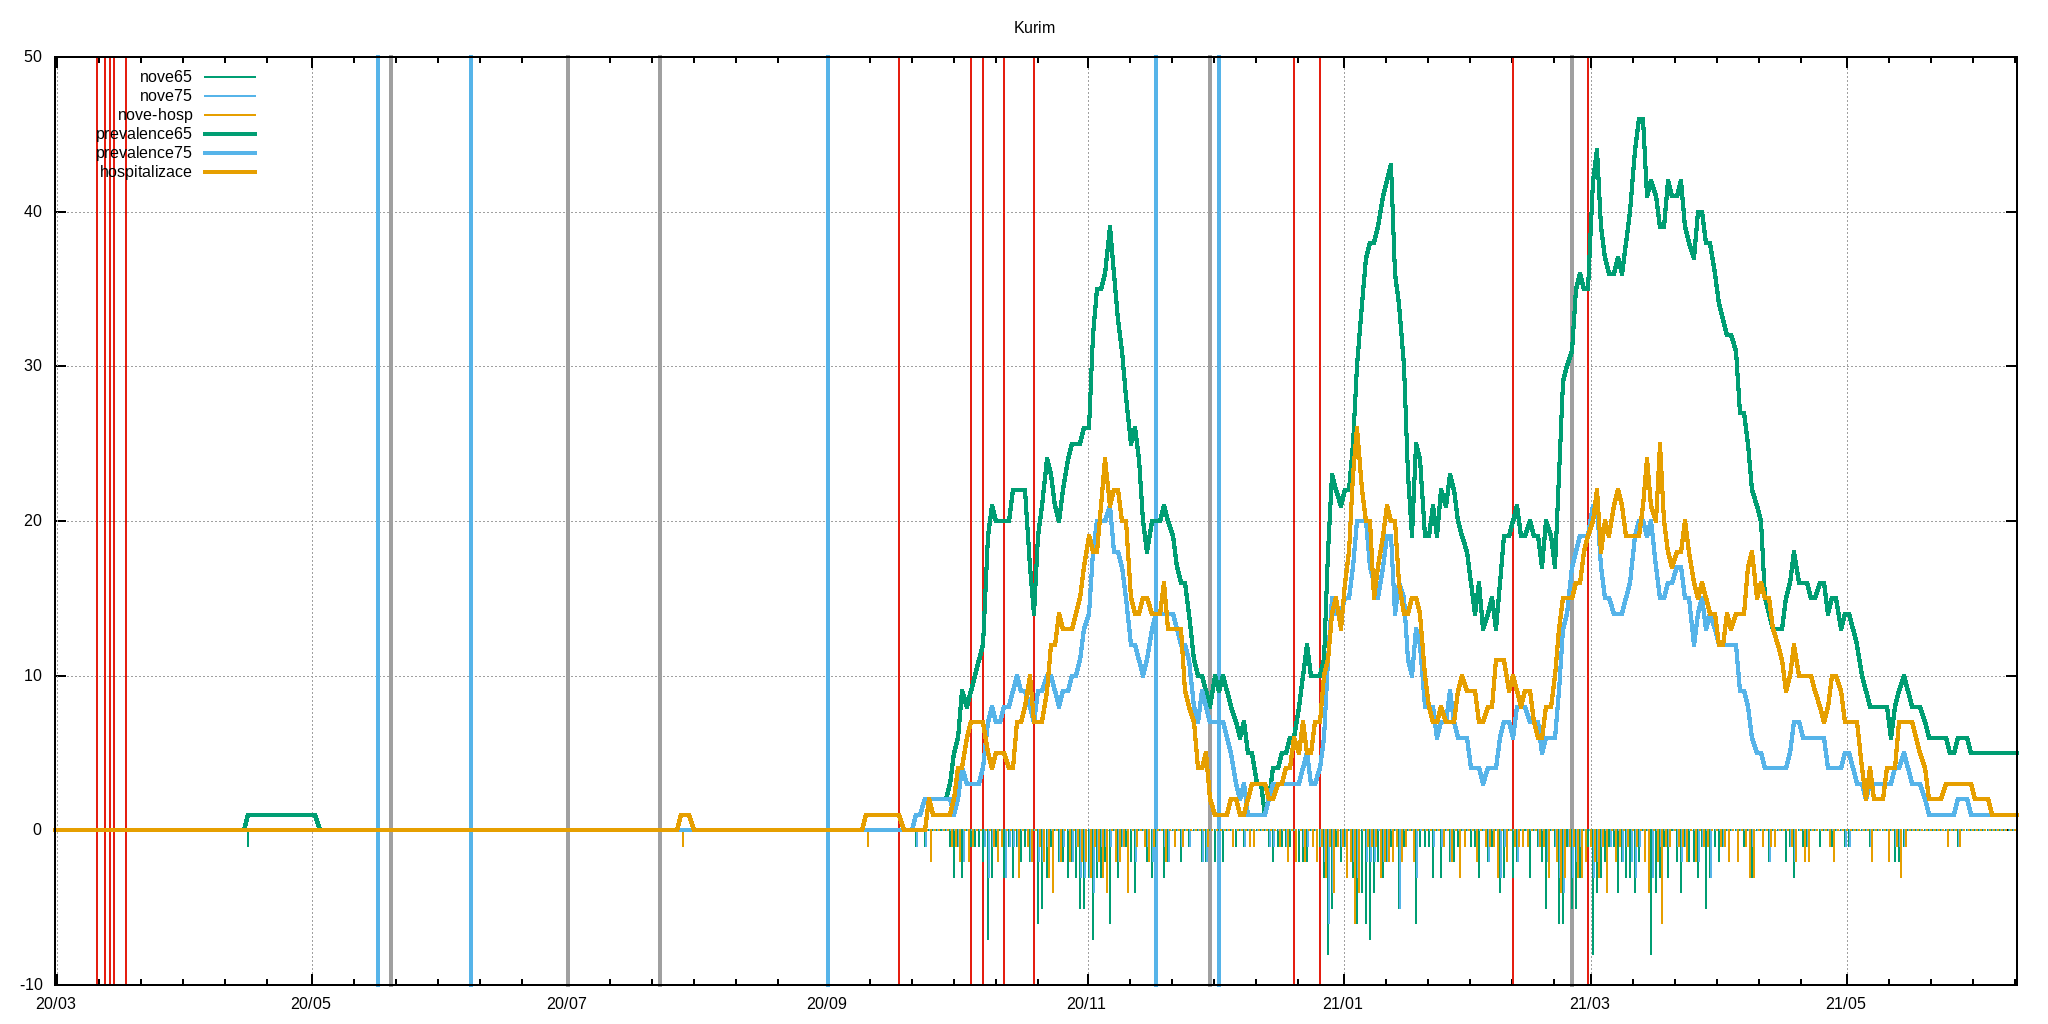 Kurim
50
nove65
nove75
nove-hosp
prevalence65
prevalence75
hospitalizace
40
30
20
10
0
-10
20/03 20/05 20/07 20/09 20/11 21/01 21/03 21/05